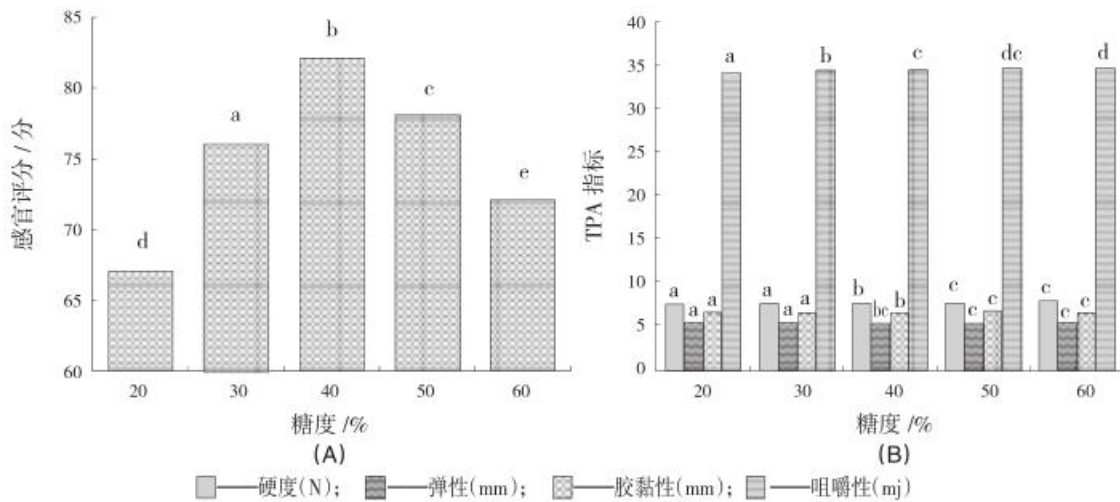 85
80
75
70
65
60
感官评分 /分
d
a
b
c
e
20 30 40 50 60
糖度 /%
(A)
40
35
30
25
20
15
10
5
0
TPA 指标
a b c dc d
a a a
a a a
b bc b
c c c
c c c
20 30 40 50 60
糖度 /%
(B)
硬度(N); 弹性(mm); 胶黏性(mm); 咀嚼性(mj)